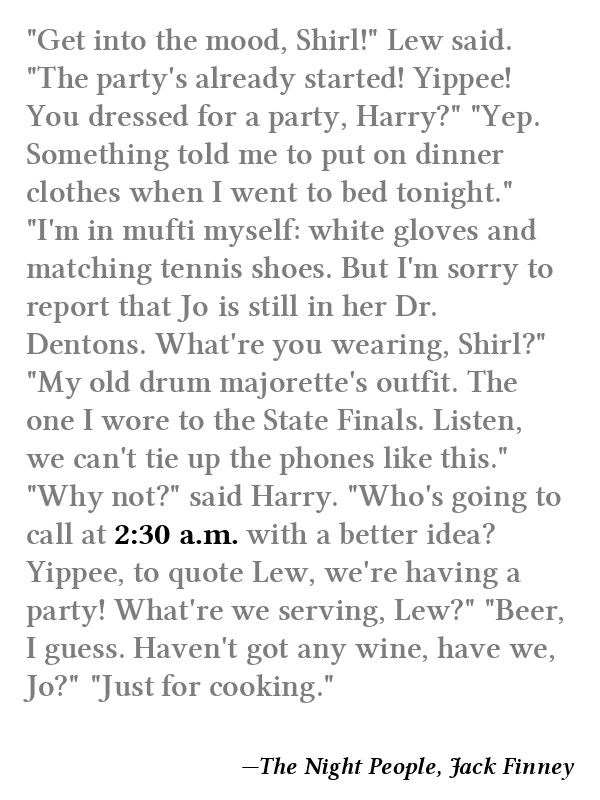 "Get into the mood, Shirl!" Lew said.
"The party's already started! Yippee!
You dressed for a party, Harry?" "Yep.
Something told me to put on dinner
clothes when I went to bed tonight."
"I'm in mufti myself: white gloves and
matching tennis shoes. But I'm sorry to
report that Jo is still in her Dr.
Dentons. What're you wearing, Shirl?"
"My old drum majorette's outfit. The
one I wore to the State Finals. Listen,
we can't tie up the phones like this."
"Why not?" said Harry. "Who's going to
call at 2:30 a.m. with a better idea?
Yippee, to quote Lew, we're having a
party! What're we serving, Lew?" "Beer,
I guess. Haven't got any wine, have we,
Jo?" "Just for cooking."
—The Night People, Jack Finney